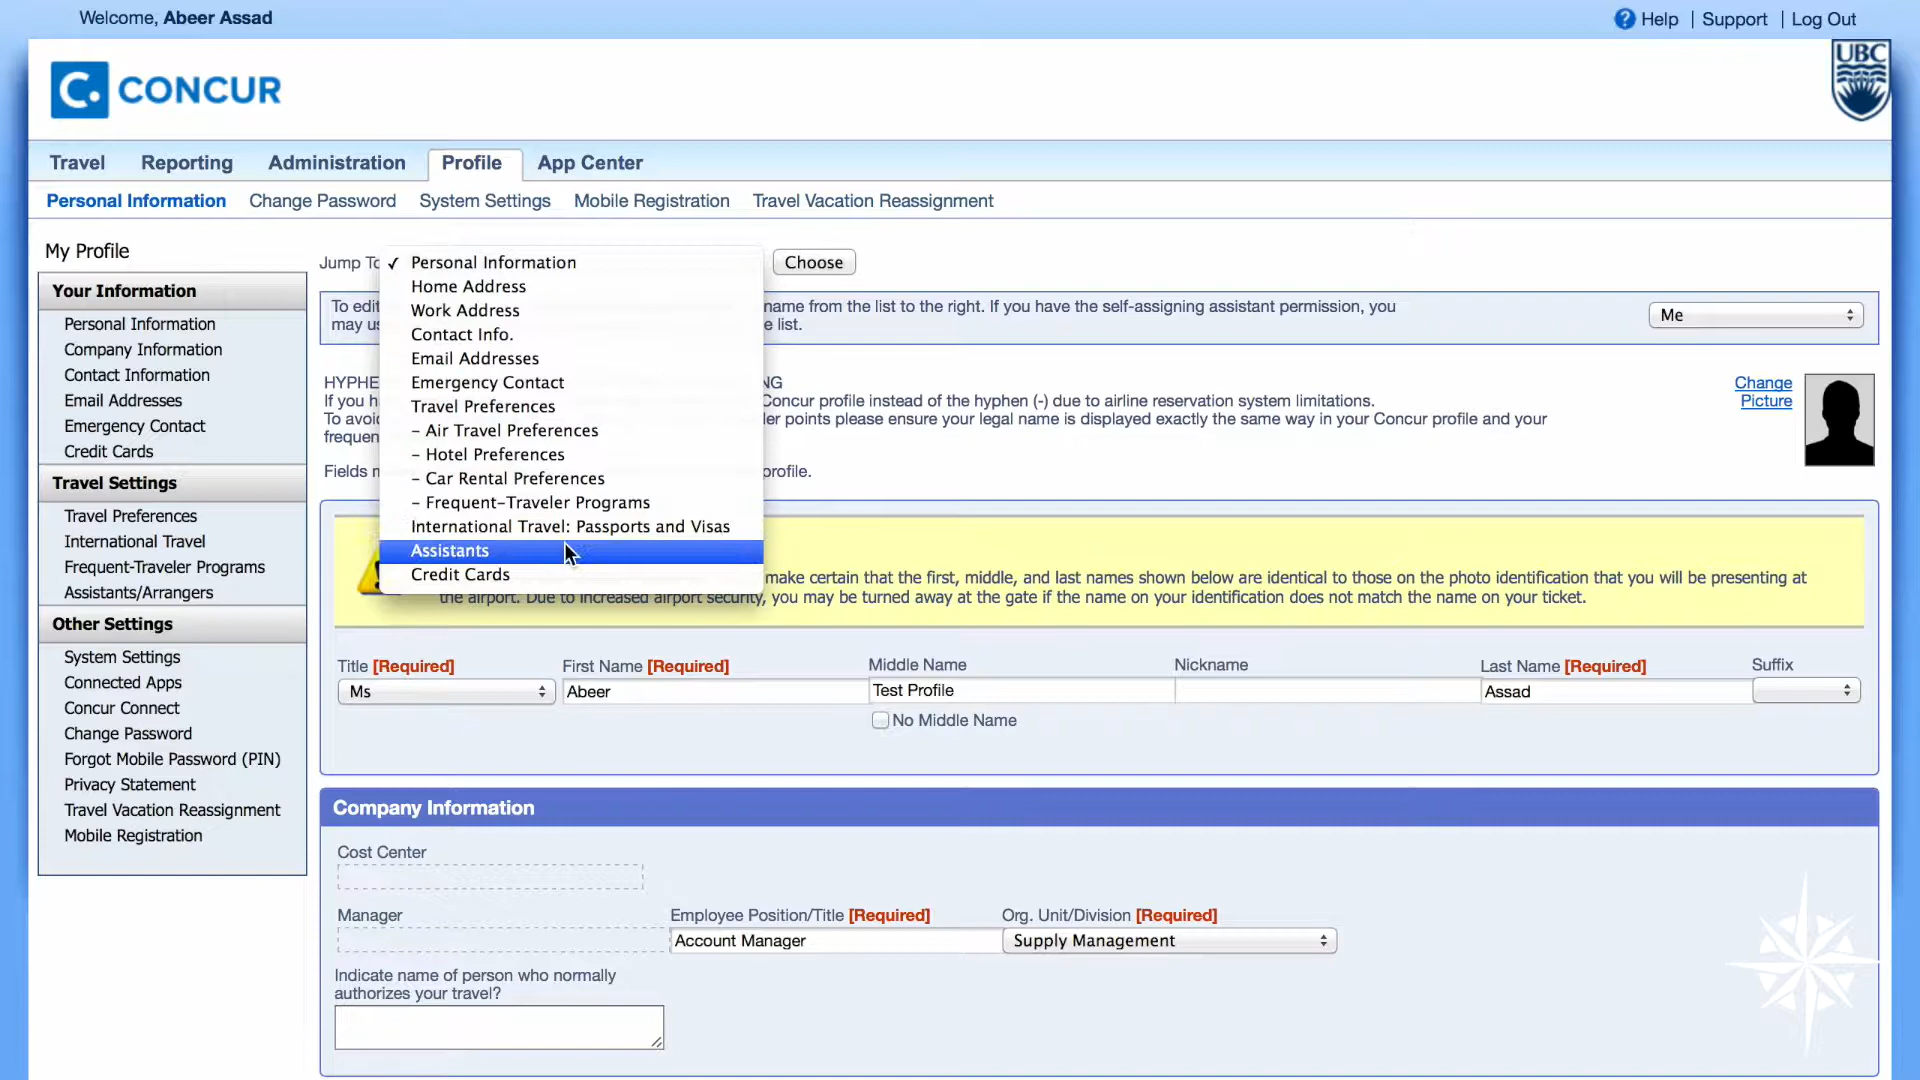 Welcome, Abeer Assad
? Help | Support | Log Out
C. CONCUR
UBC
Travel Reporting Administration Profile App Center
Personal Information Change Password System Settings Mobile Registration Travel Vacation Reassignment
My Profile
Your Information
Personal Information
Company Information
Contact Information
Email Addresses
Emergency Contact
Credit Cards
Travel Settings
Travel Preferences
International Travel
Frequent-Traveler Programs
Assistants/Arrangers
Other Settings
System Settings
Connected Apps
Concur Connect
Change Password
Forgot Mobile Password (PIN)
Privacy Statement
Travel Vacation Reassignment
Mobile Registration
Jump To
✓ Personal Information
Home Address
Work Address
Contact Info.
Email Addresses
Emergency Contact
Travel Preferences
– Air Travel Preferences
– Hotel Preferences
– Car Rental Preferences
– Frequent-Traveler Programs
International Travel: Passports and Visas
Assistants
Credit Cards
Choose
To edit name from the list to the right. If you have the self-assigning assistant permission, you
may list.
Me
If you Concur profile instead of the hyphen (-) due to airline reservation system limitations.
To points please ensure your legal name is displayed exactly the same way in your Concur profile and your
Fields profile.
Change
Picture
make certain that the first, middle, and last names shown below are identical to those on the photo identification that you will be presenting at
the airport. Due to increased airport security, you may be turned away at the gate if the name on your identification does not match the name on your ticket.
Title [Required] First Name [Required] Middle Name Nickname Last Name [Required] Suffix
Ms Abeer Test Profile Assad
No Middle Name
Company Information
Cost Center
Manager Employee Position/Title [Required] Org. Unit/Division [Required]
Account Manager Supply Management
Indicate name of person who normally
authorizes your travel?